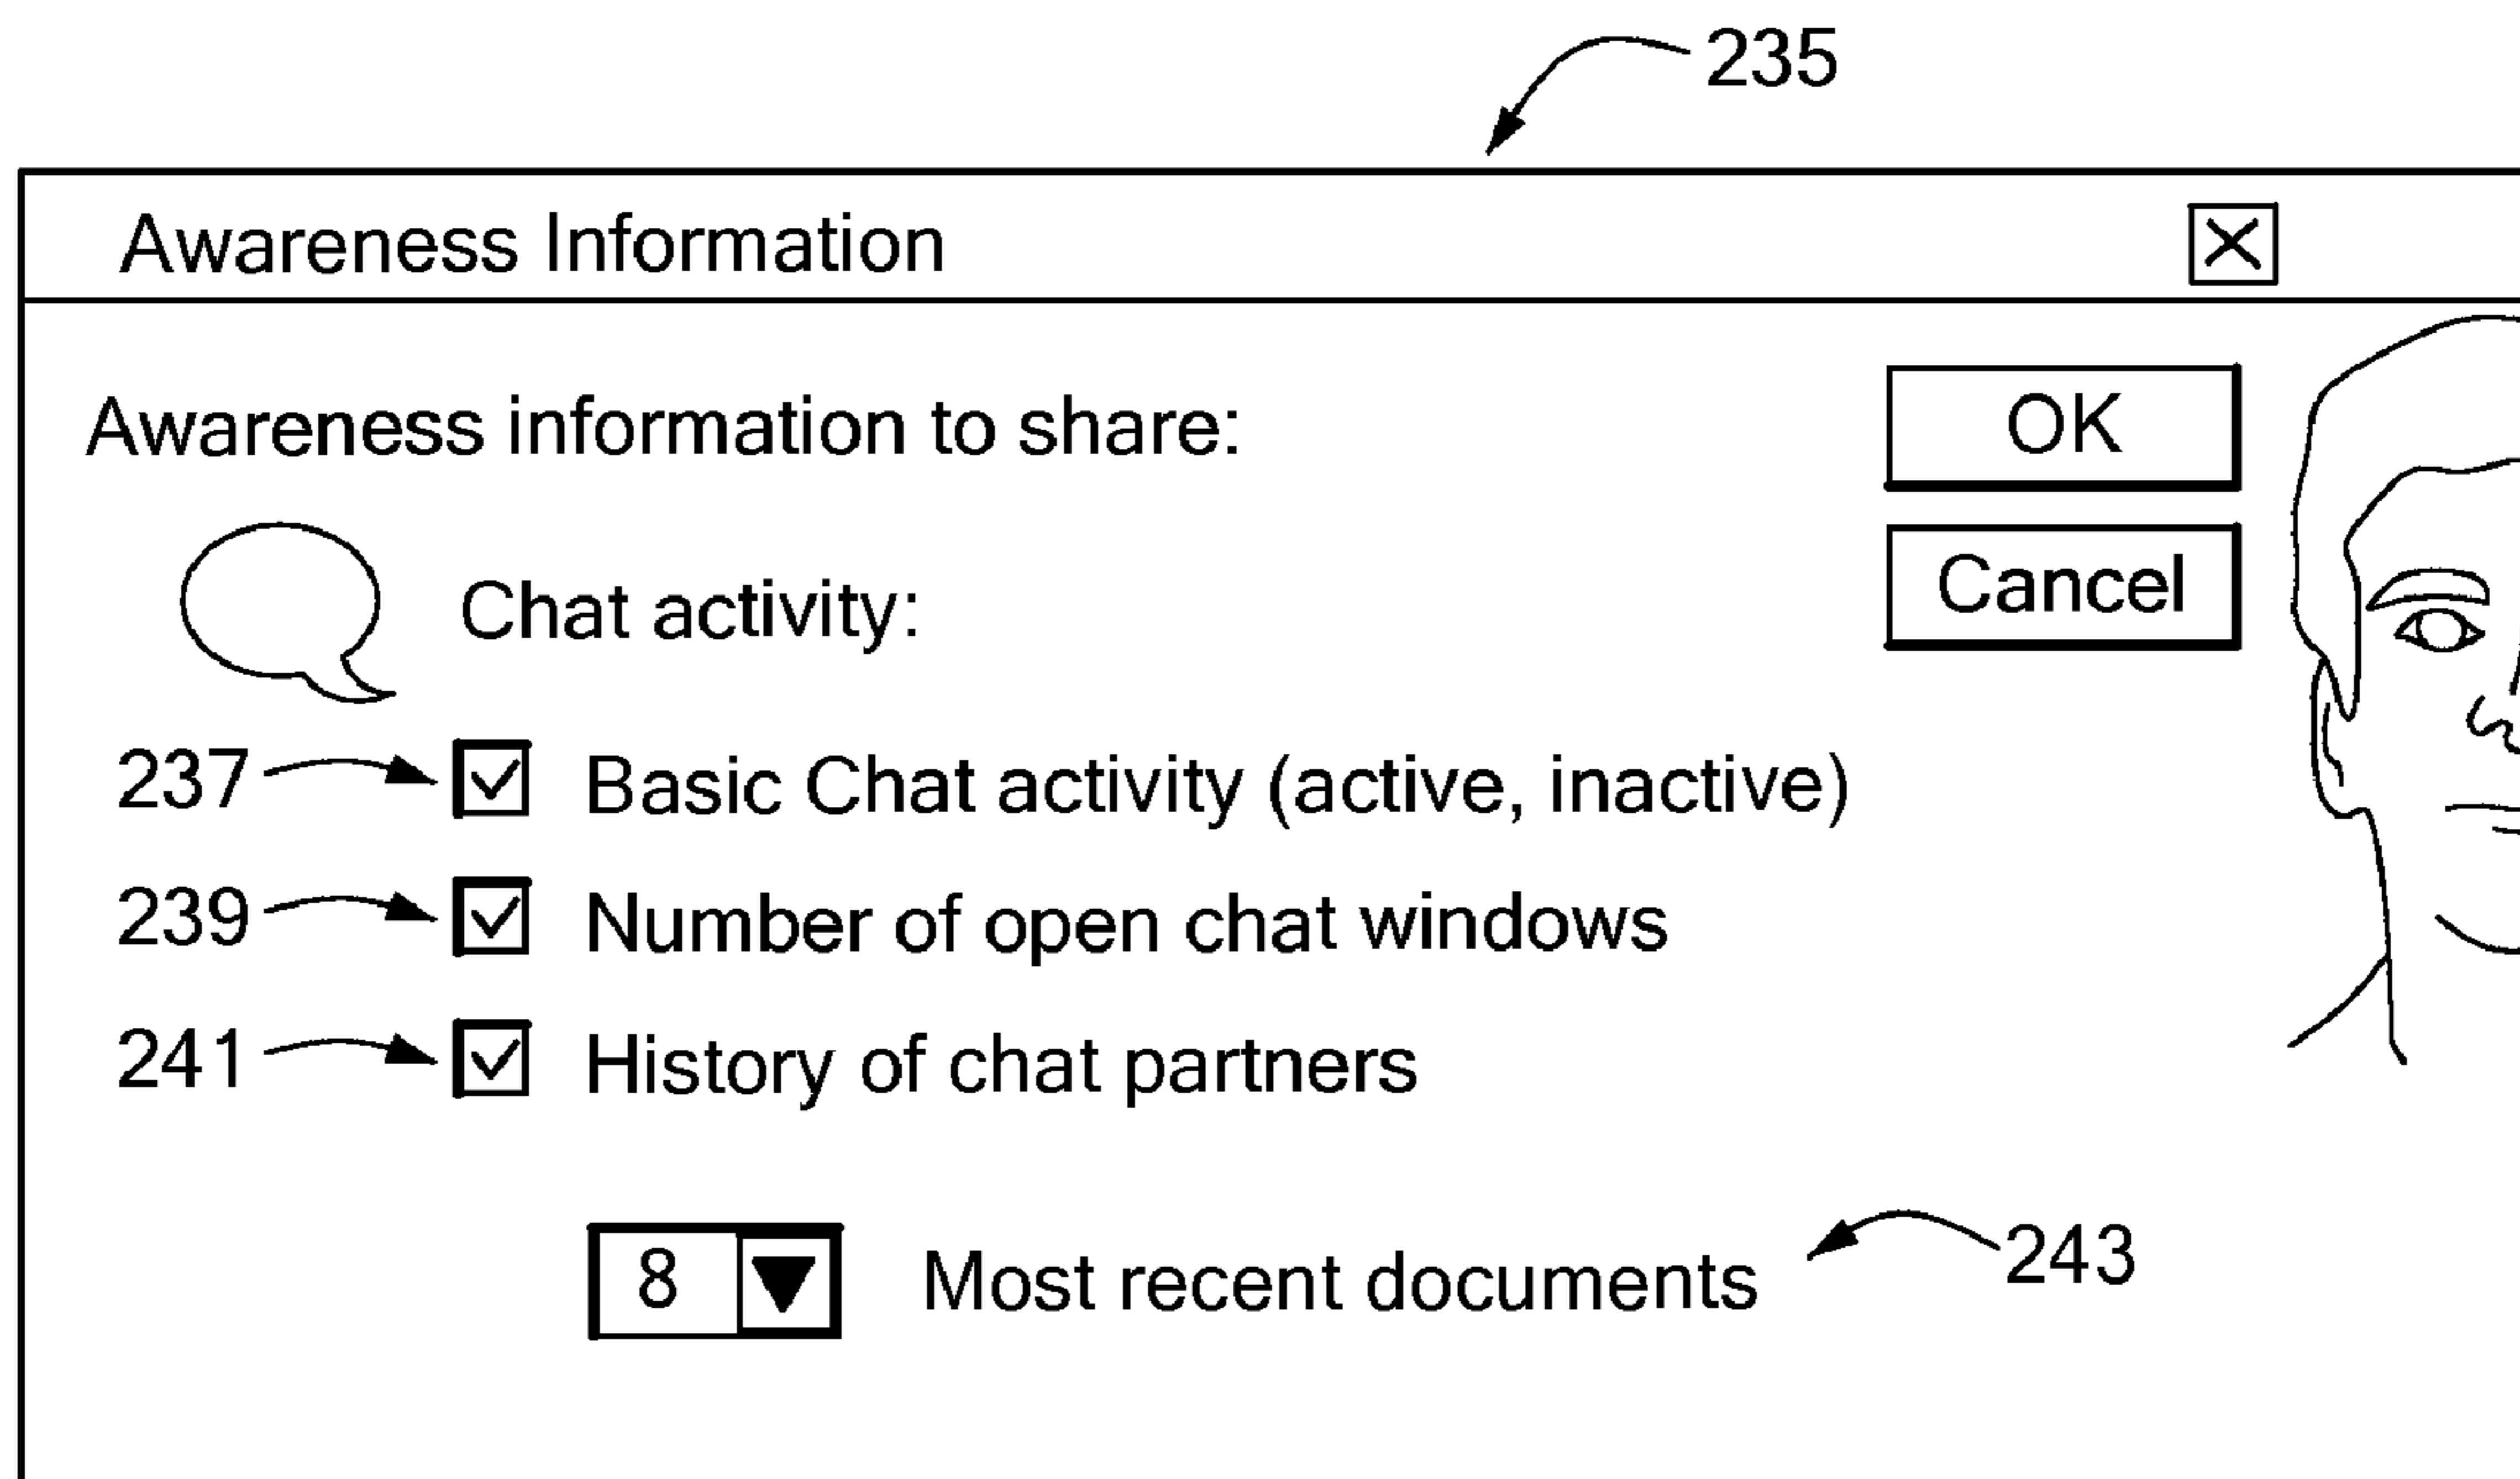 235
Awareness Information
Awareness information to share:
OK
Cancel
Chat activity:
237 Basic Chat activity (active, inactive)
239 Number of open chat windows
241 History of chat partners
8 Most recent documents 243